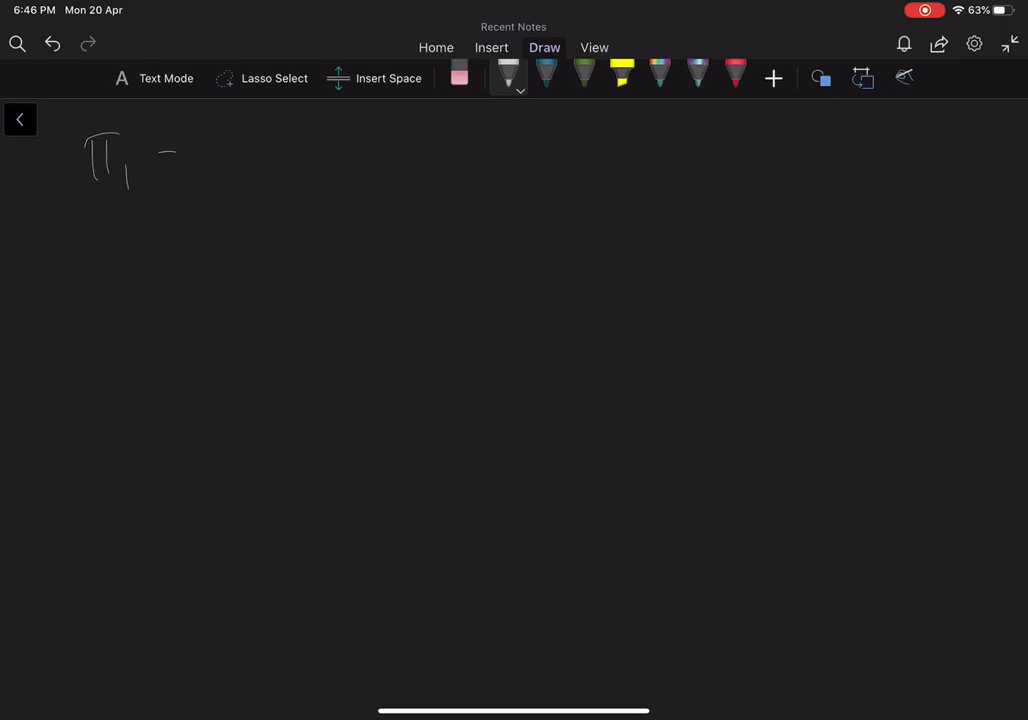 6:46 PM Mon 20 Apr 63%
Recent Notes
Home Insert Draw View
Text Mode Lasso Select Insert Space
π₁ -